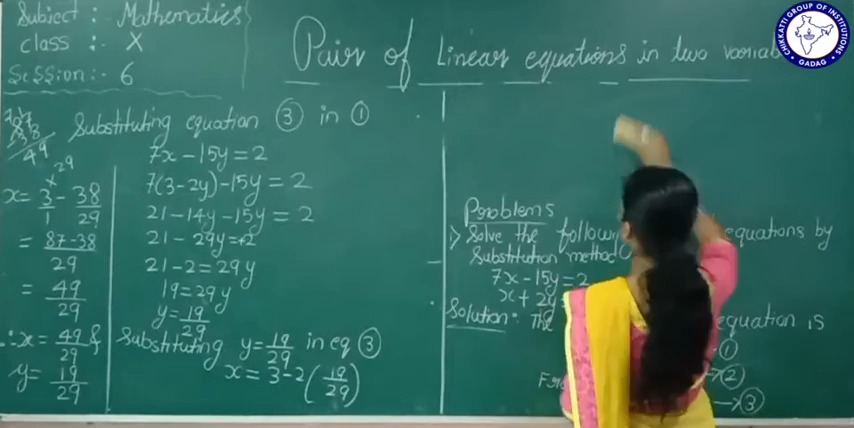 Subject :- Mathematics
Class :- X
Session:- 6
Pair of Linear equations in two variab
CHIKKATTI GROUP OF INSTITUTIONS
GADAG
Substituting equation ③ in ①
7x-15y=2
7(3-2y)-15y=2
21-14y-15y=2
21-29y=2
21-2=29y
19=29y
y=19/29
Substituting y=19/29 in eq ③
x=3-2(19/29)
x=3/1-38/29
=87-38/29
=49/29
∴x=49/29 &
y=19/29
Problems
Solve the equations by
Substitution method
7x-15y=2
x+2y
Solution: The equation is
①
→②
→③